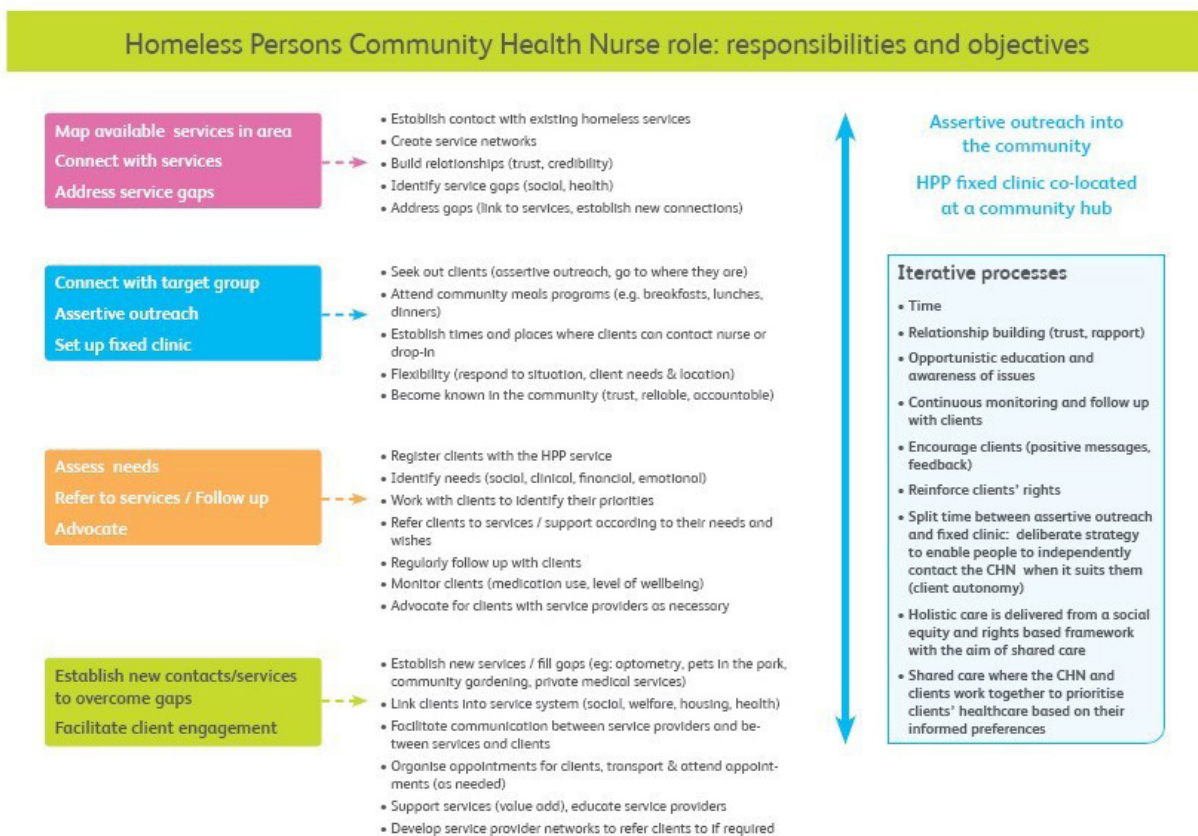 Homeless Persons Community Health Nurse role: responsibilities and objectives
Map available services in area
Connect with services
Address service gaps
• Establish contact with existing homeless services
• Create service networks
• Build relationships (trust, credibility)
• Identify service gaps (social, health)
• Address gaps (link to services, establish new connections)
Connect with target group
Assertive outreach
Set up fixed clinic
• Seek out clients (assertive outreach, go to where they are)
• Attend community meals programs (e.g. breakfasts, lunches,
dinners)
• Establish times and places where clients can contact nurse or
drop-in
• Flexibility (respond to situation, client needs & location)
• Become known in the community (trust, reliable, accountable)
Assess needs
Refer to services / Follow up
Advocate
• Register clients with the HPP service
• Identify needs (social, clinical, financial, emotional)
• Work with clients to identify their priorities
• Refer clients to services / support according to their needs and
wishes
• Regularly follow up with clients
• Monitor clients (medication use, level of wellbeing)
• Advocate for clients with service providers as necessary
Establish new contacts/services
to overcome gaps
Facilitate client engagement
• Establish new services / fill gaps (eg: optometry, pets in the park,
community gardening, private medical services)
• Link clients into service system (social, welfare, housing, health)
• Facilitate communication between service providers and be-
tween services and clients
• Organise appointments for clients, transport & attend appoint-
ments (as needed)
• Support services (value add), educate service providers
• Develop service provider networks to refer clients to if required
Assertive outreach into
the community
HPP fixed clinic co-located
at a community hub
Iterative processes
• Time
• Relationship building (trust, rapport)
• Opportunistic education and
awareness of issues
• Continuous monitoring and follow up
with clients
• Encourage clients (positive messages,
feedback)
• Reinforce clients' rights
• Split time between assertive outreach
and fixed clinic: deliberate strategy
to enable people to independently
contact the CHN when it suits them
(client autonomy)
• Holistic care is delivered from a social
equity and rights based framework
with the aim of shared care
• Shared care where the CHN and
clients work together to prioritise
clients' healthcare based on their
informed preferences